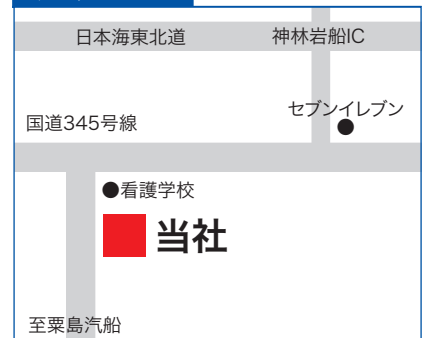 日本海東北道
神林岩船IC
セブンイレブン
国道345号線
看護学校
当社
至粟島汽船